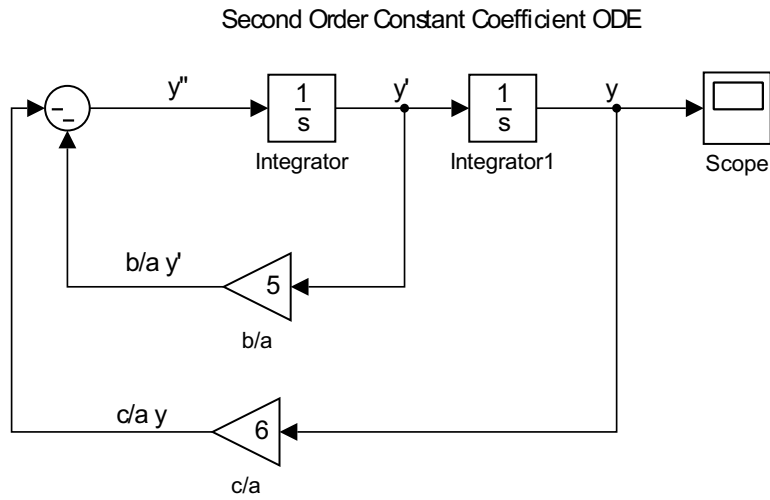 Second Order Constant Coefficient ODE
y"
y'
y
1
s
1
s
Integrator
Integrator1
Scope
b/a y'
5
b/a
c/a y
6
c/a